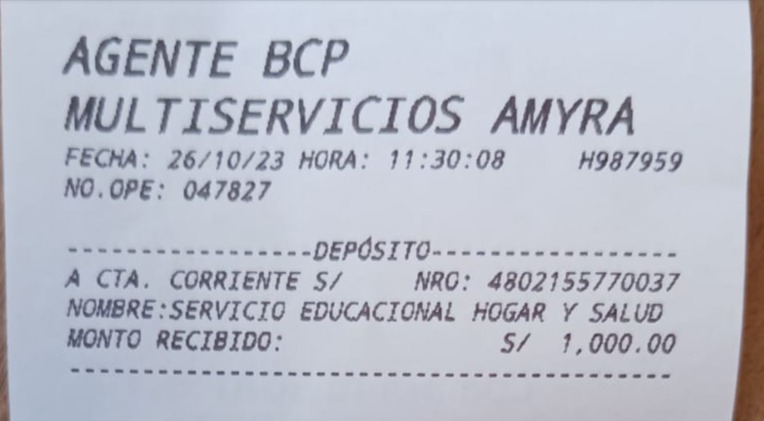 AGENTE BCP
MULTISERVICIOS AMYRA
FECHA: 26/10/23 HORA: 11:30:08 H987959
NO.OPE: 047827
-----------------DEPÓSITO-----------------
A CTA. CORRIENTE S/ NRO: 4802155770037
NOMBRE:SERVICIO EDUCACIONAL HOGAR Y SALUD
MONTO RECIBIDO: S/ 1,000.00
-----------------------------------------